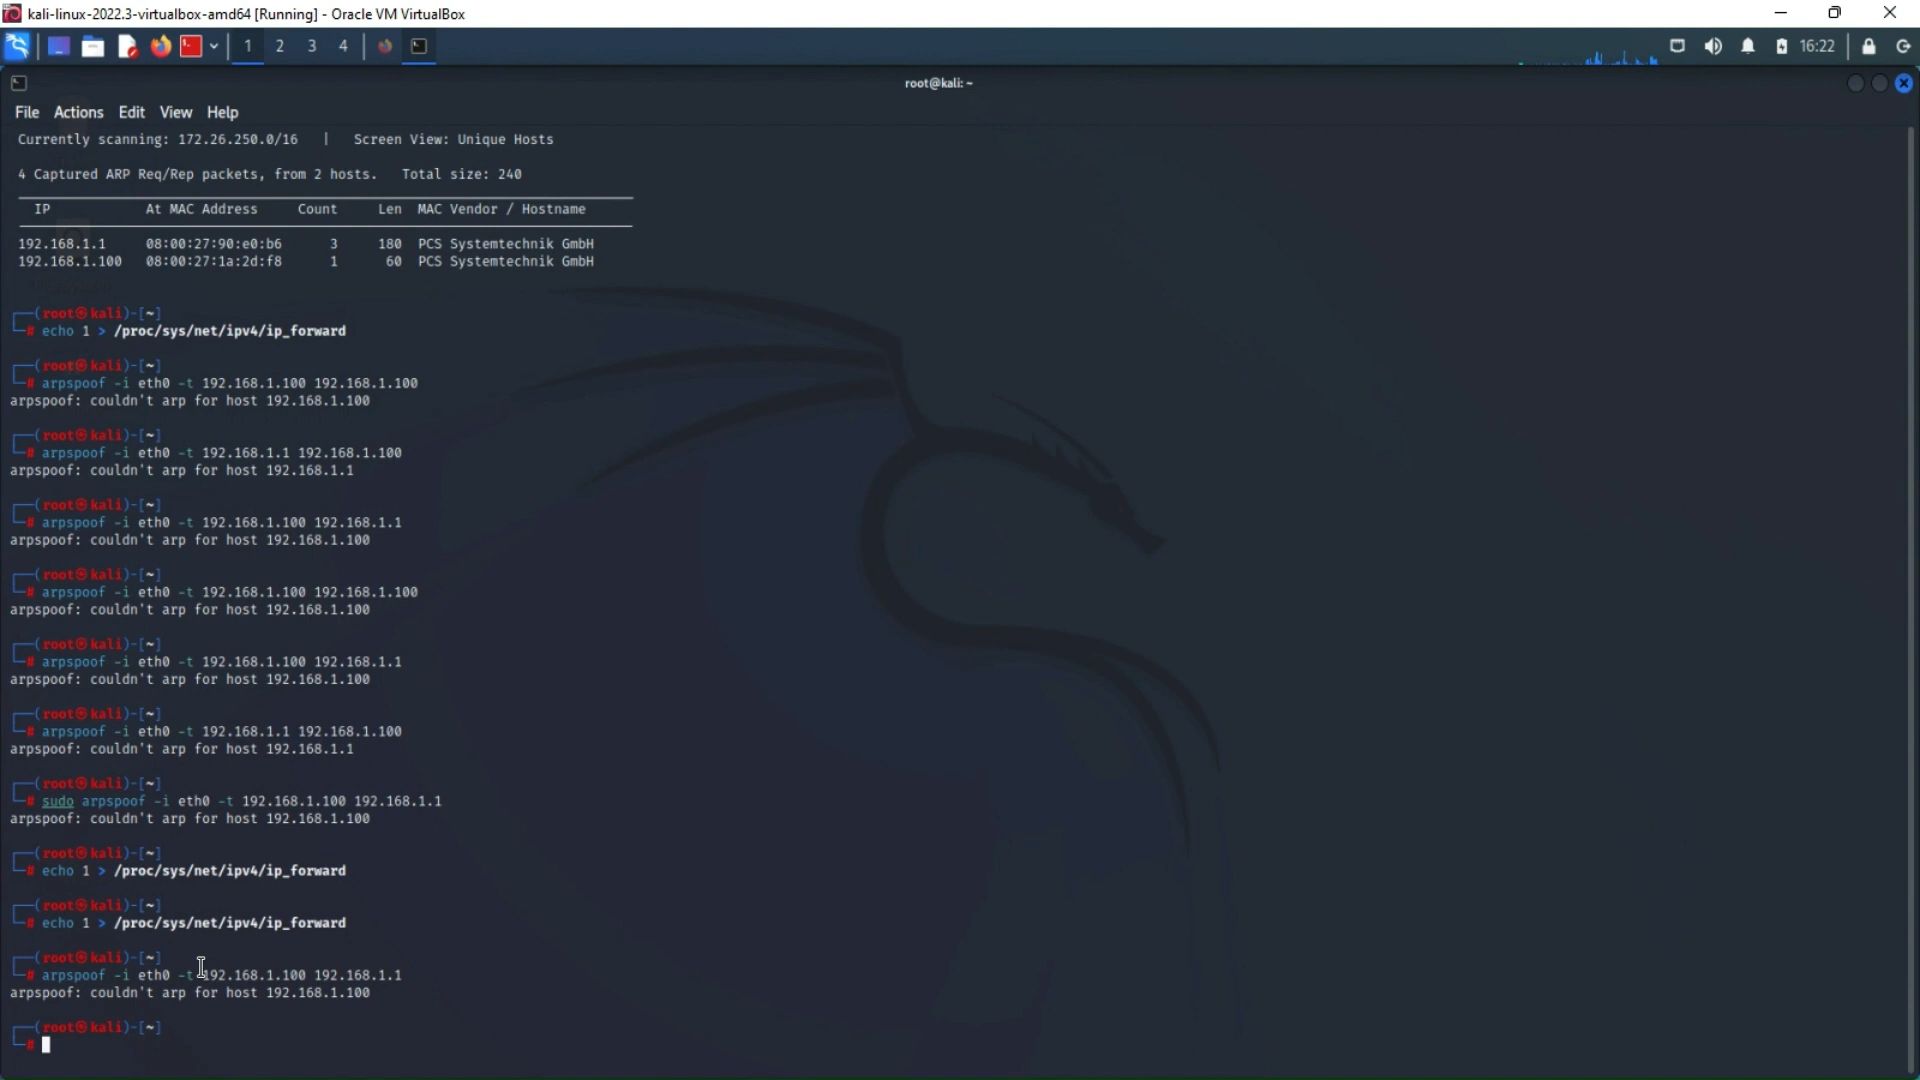 kali-linux-2022.3-virtualbox-amd64 [Running] - Oracle VM VirtualBox
1 2 3 4 16:22
root@kali: ~
File Actions Edit View Help
Currently scanning: 172.26.250.0/16 | Screen View: Unique Hosts
4 Captured ARP Req/Rep packets, from 2 hosts. Total size: 240
IP At MAC Address Count Len MAC Vendor / Hostname
192.168.1.1 08:00:27:90:e0:b6 3 180 PCS Systemtechnik GmbH
192.168.1.100 08:00:27:1a:2d:f8 1 60 PCS Systemtechnik GmbH
(root㉿kali)-[~]
# echo 1 > /proc/sys/net/ipv4/ip_forward
(root㉿kali)-[~]
# arpspoof -i eth0 -t 192.168.1.100 192.168.1.100
arpspoof: couldn't arp for host 192.168.1.100
(root㉿kali)-[~]
# arpspoof -i eth0 -t 192.168.1.1 192.168.1.100
arpspoof: couldn't arp for host 192.168.1.1
(root㉿kali)-[~]
# arpspoof -i eth0 -t 192.168.1.100 192.168.1.1
arpspoof: couldn't arp for host 192.168.1.100
(root㉿kali)-[~]
# arpspoof -i eth0 -t 192.168.1.100 192.168.1.100
arpspoof: couldn't arp for host 192.168.1.100
(root㉿kali)-[~]
# arpspoof -i eth0 -t 192.168.1.100 192.168.1.1
arpspoof: couldn't arp for host 192.168.1.100
(root㉿kali)-[~]
# arpspoof -i eth0 -t 192.168.1.1 192.168.1.100
arpspoof: couldn't arp for host 192.168.1.1
(root㉿kali)-[~]
# sudo arpspoof -i eth0 -t 192.168.1.100 192.168.1.1
arpspoof: couldn't arp for host 192.168.1.100
(root㉿kali)-[~]
# echo 1 > /proc/sys/net/ipv4/ip_forward
(root㉿kali)-[~]
# echo 1 > /proc/sys/net/ipv4/ip_forward
(root㉿kali)-[~]
# arpspoof -i eth0 -t 192.168.1.100 192.168.1.1
arpspoof: couldn't arp for host 192.168.1.100
(root㉿kali)-[~]
#